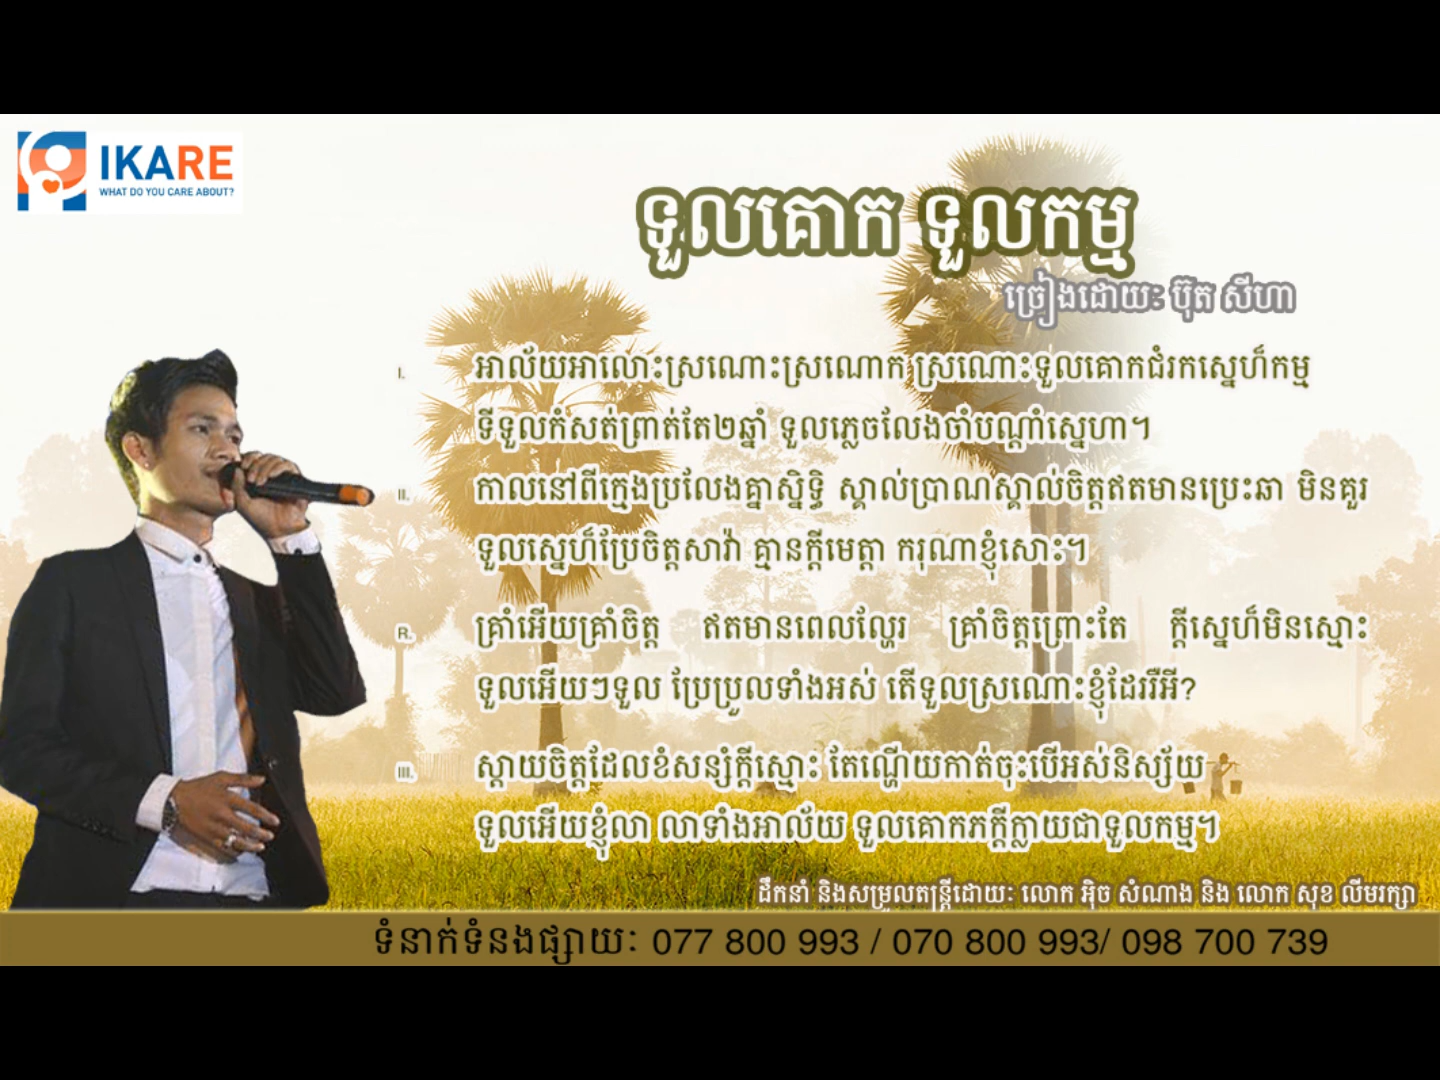 IKARE
WHAT DO YOU CARE ABOUT?
ទួលគោក ទួលកម្ម
ច្រៀងដោយៈ ប៊ុត សីហា
I. អាល័យអាលោះស្រណោះស្រណោក ស្រណោះទួលគោកជំរកស្នេហ៍កម្ម
ទីទួលកំសត់ព្រាត់តែ២ឆ្នាំ ទួលភ្លេចលែងចាំបណ្ដាំស្នេហា។
II. កាលនៅពីក្មេងប្រលែងគ្នាស្និទ្ធិ ស្គាល់ប្រាណស្គាល់ចិត្តឥតមានប្រេះឆា មិនគួរ
ទួលស្នេហ៍ប្រែចិត្តសាវ៉ា គ្មានក្ដីមេត្តា ករុណាខ្ញុំសោះ។
R. គ្រាំអើយគ្រាំចិត្ត ឥតមានពេលល្ហែរ គ្រាំចិត្តព្រោះតែ ក្ដីស្នេហ៍មិនស្មោះ
ទួលអើយៗទួល ប្រែប្រួលទាំងអស់ តើទួលស្រណោះខ្ញុំដែររឺអី?
III. ស្ដាយចិត្តដែលខំសន្សំក្ដីស្មោះ តែណ្ហើយកាត់ចុះបើអស់និស្ស័យ
ទួលអើយខ្ញុំលា លាទាំងអាល័យ ទួលគោកភក្ដីក្លាយជាទួលកម្ម។
ដឹកនាំ និងសម្រួលតន្ត្រីដោយៈ លោក អ៊ិច សំណាង និង លោក សុខ លីមរក្សា
ទំនាក់ទំនងផ្សាយៈ 077 800 993 / 070 800 993/ 098 700 739